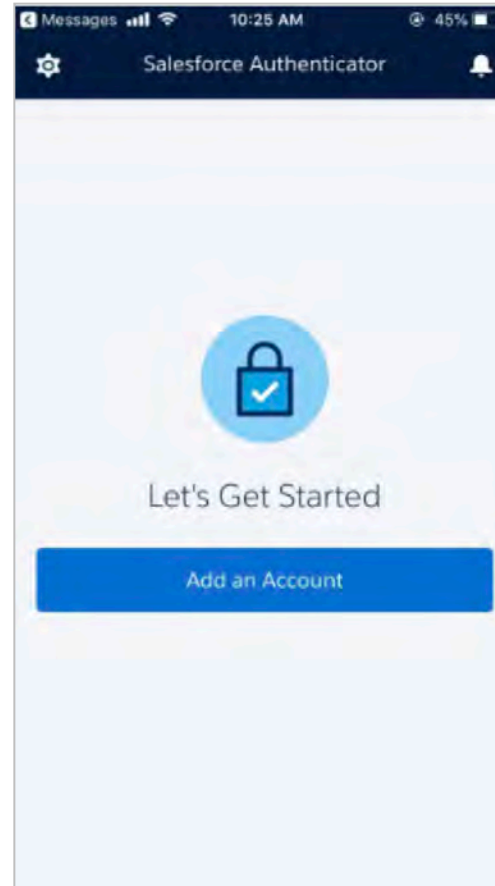 Messages
10:25 AM
45%
Salesforce Authenticator
Let's Get Started
Add an Account